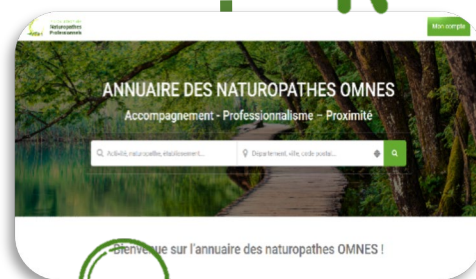 Naturopathes
Professionnels
Mon compte
ANNUAIRE DES NATUROPATHES OMNES
Accompagnement - Professionnalisme – Proximité
Activité, naturopathe, établissement...
Département, ville, code postal...
Bienvenue sur l'annuaire des naturopathes OMNES !